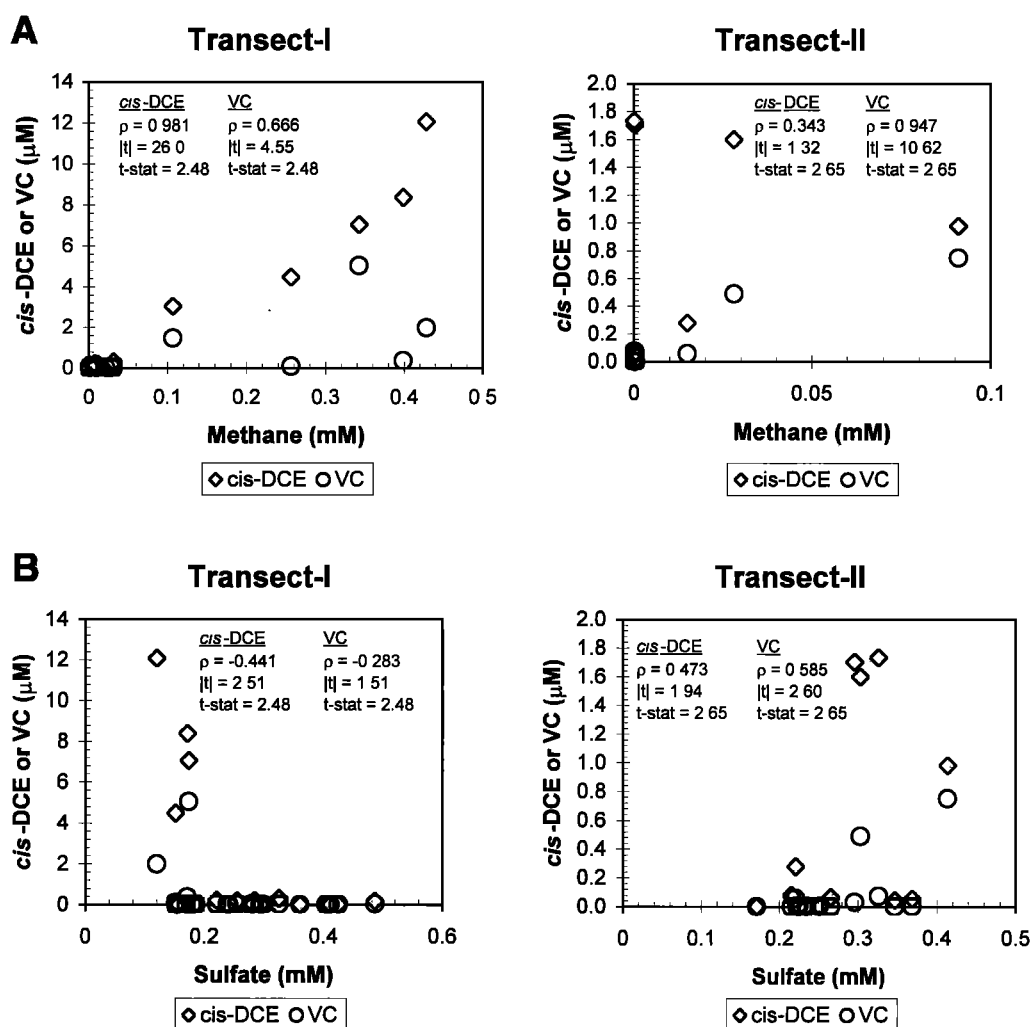 A
Transect-I
Transect-II
cis-DCE VC
ρ = 0 981 ρ = 0.666
|t| = 26 0 |t| = 4.55
t-stat = 2.48 t-stat = 2.48
cis-DCE or VC (μM)
14
12
10
8
6
4
2
0
0 0.1 0.2 0.3 0.4 0 5
Methane (mM)
cis-DCE VC
cis-DCE VC
ρ = 0.343 ρ = 0 947
|t| = 1 32 |t| = 10 62
t-stat = 2 65 t-stat = 2 65
cis-DCE or VC (μM)
2.0
1.8
1.6
1.4
1.2
1.0
0.8
0.6
0.4
0.2
0.0
0 0.05 0.1
Methane (mM)
cis-DCE VC
B
Transect-I
Transect-II
cis-DCE VC
ρ = -0.441 ρ = -0 283
|t| = 2 51 |t| = 1 51
t-stat = 2.48 t-stat = 2.48
cis-DCE or VC (μM)
14
12
10
8
6
4
2
0
0 0.2 0.4 0.6
Sulfate (mM)
cis-DCE VC
cis-DCE VC
ρ = 0 473 ρ = 0 585
|t| = 1 94 |t| = 2 60
t-stat = 2 65 t-stat = 2 65
cis-DCE or VC (μM)
2.0
1.8
1.6
1.4
1.2
1.0
0.8
0.6
0.4
0.2
0.0
0 0.1 0.2 0.3 0.4 0.5
Sulfate (mM)
cis-DCE VC